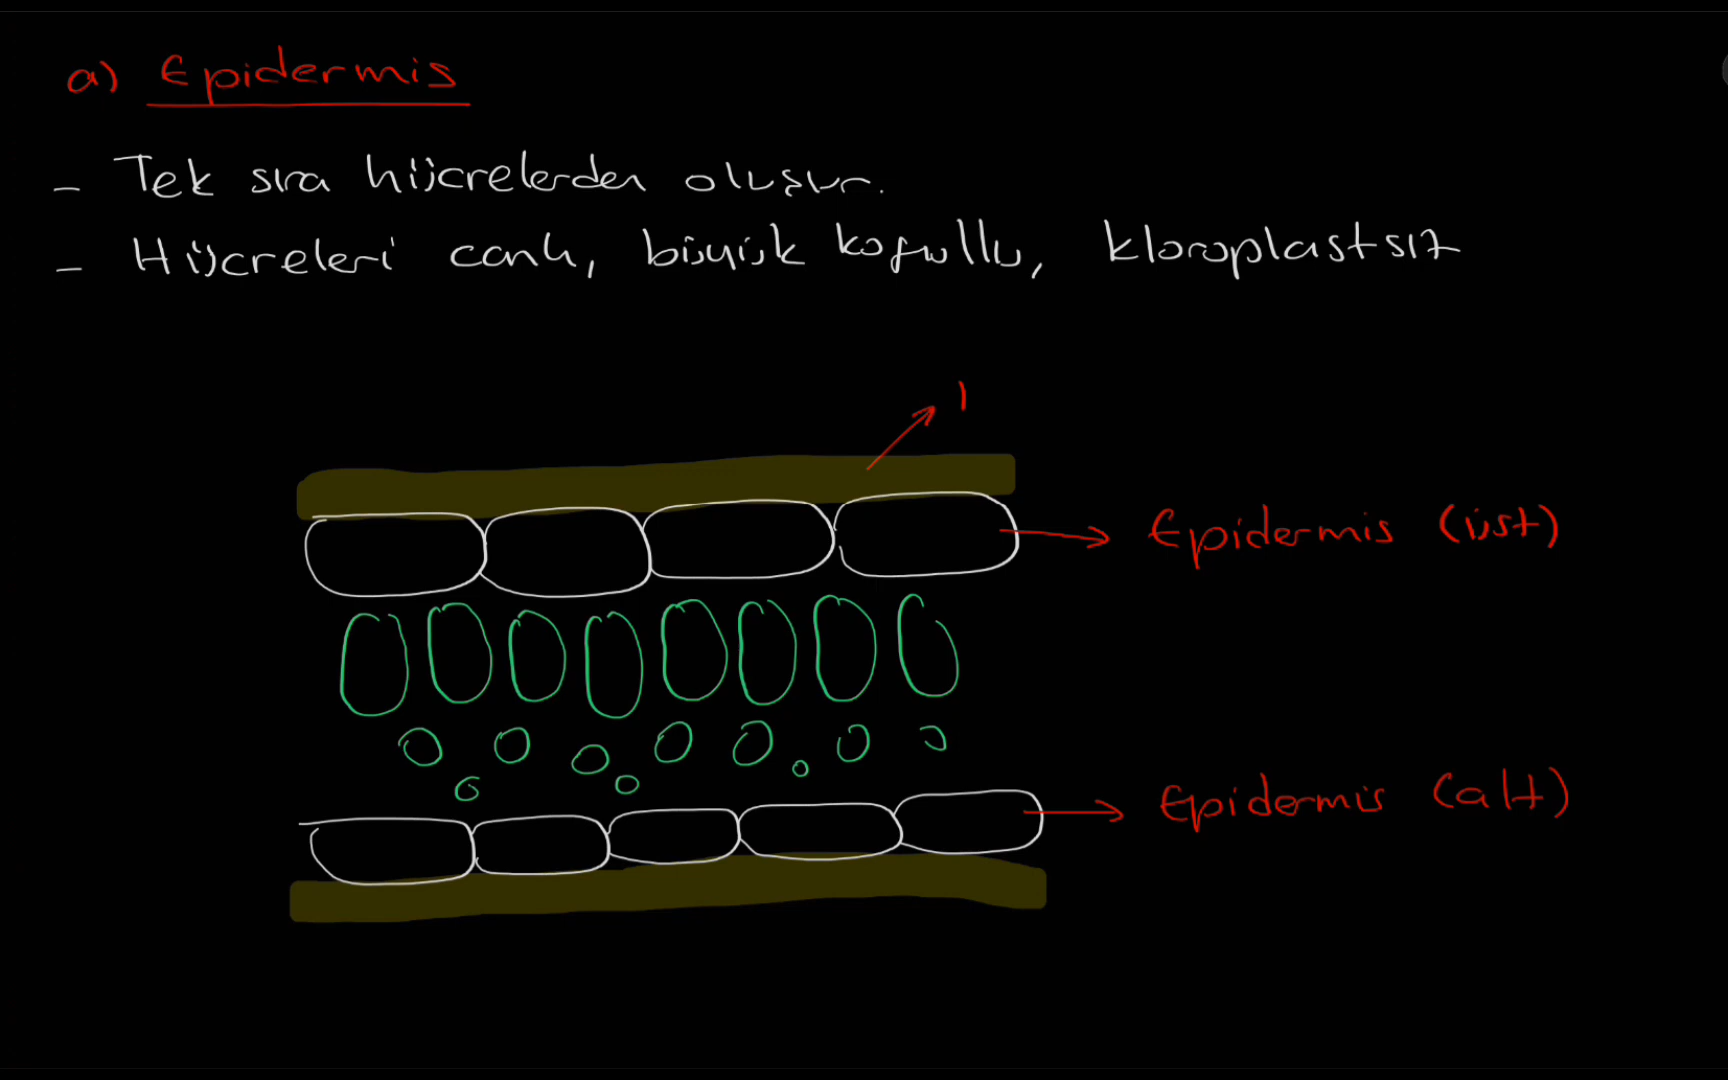 a) Epidermis
- Tek sıra hücrelerden oluşur.
- Hücreleri canlı, büyük kofullu, kloroplastsız
1
Epidermis (üst)
Epidermis (alt)